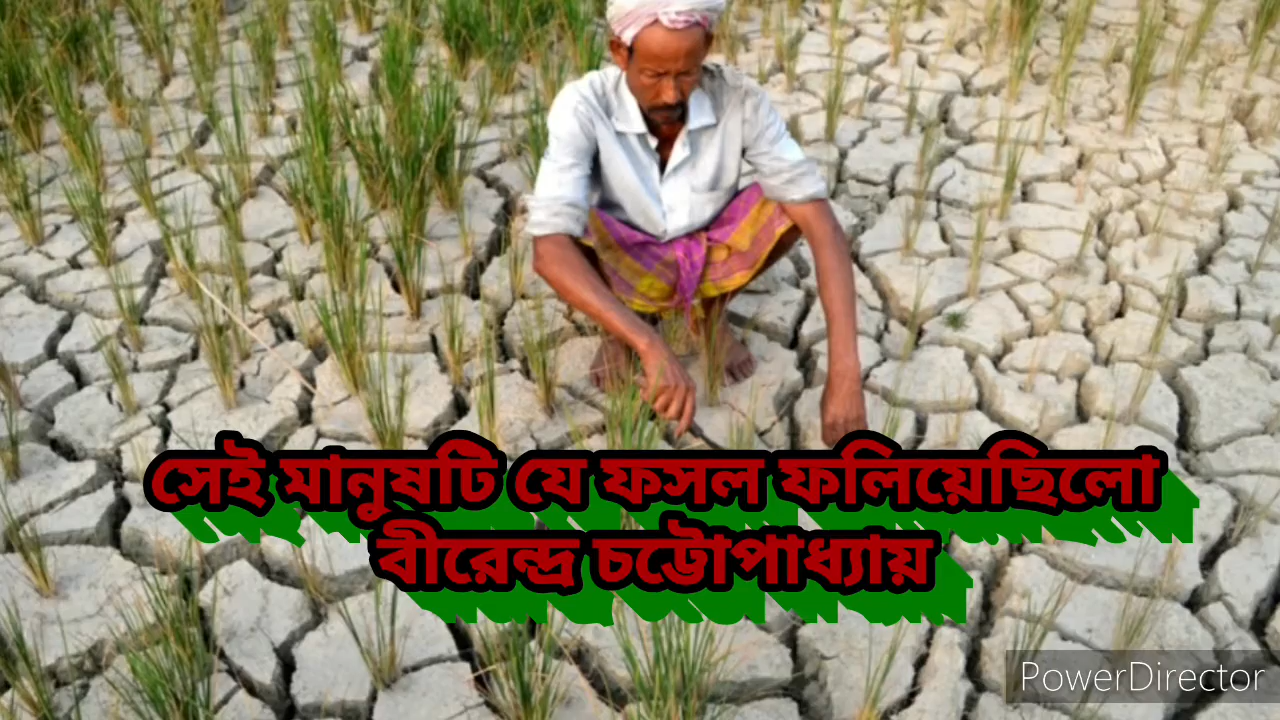 সেই মানুষটি যে ফসল ফলিয়েছিলো
বীরেন্দ্র চট্টোপাধ্যায়
PowerDirector